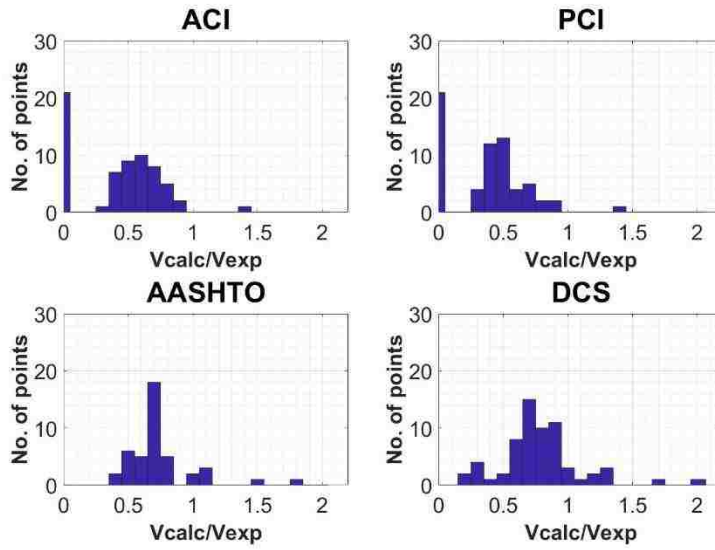 ACI
30
20
10
0
No. of points
0 0.5 1 1.5 2
Vcalc/Vexp
PCI
30
20
10
0
No. of points
0 0.5 1 1.5 2
Vcalc/Vexp
AASHTO
30
20
10
0
No. of points
0 0.5 1 1.5 2
Vcalc/Vexp
DCS
30
20
10
0
No. of points
0 0.5 1 1.5 2
Vcalc/Vexp